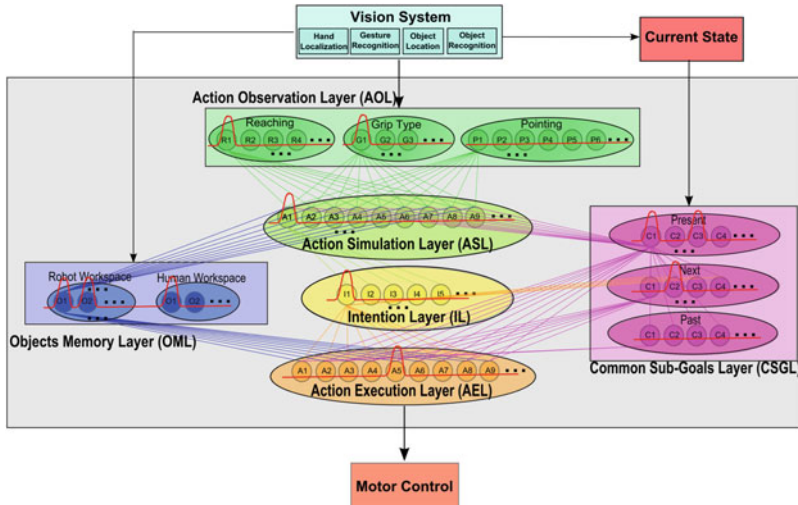 Vision System
Hand Localization
Gesture Recognition
Object Location
Object Recognition
Current State
Action Observation Layer (AOL)
Reaching
R1 R2 R3 R4
Grip Type
G1 G2 G3
Pointing
P1 P2 P3 P4 P5 P6
A1 A2 A3 A4 A5 A6 A7 A8 A9
Action Simulation Layer (ASL)
Present
C1 C2 C3 C4
Robot Workspace
O1 O2
Human Workspace
O1 O2
Objects Memory Layer (OML)
I1 I2 I3 I4 I5
Intention Layer (IL)
Next
C1 C2 C3 C4
Past
C1 C2 C3 C4
Common Sub-Goals Layer (CSGL)
A1 A2 A3 A4 A5 A6 A7 A8 A9
Action Execution Layer (AEL)
Motor Control